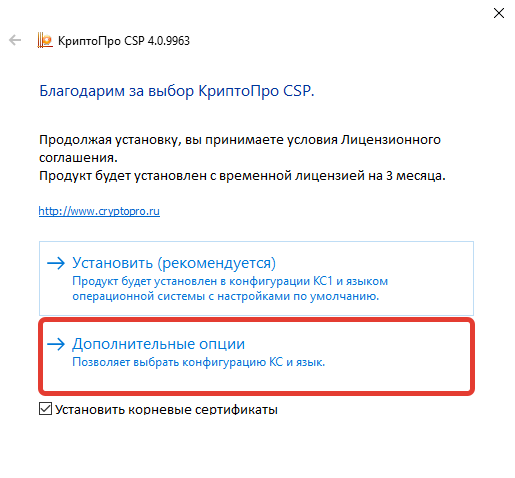 КриптоПро CSP 4.0.9963
Благодарим за выбор КриптоПро CSP.
Продолжая установку, вы принимаете условия Лицензионного
соглашения.
Продукт будет установлен с временной лицензией на 3 месяца.
http://www.cryptopro.ru
Установить (рекомендуется)
Продукт будет установлен в конфигурации КС1 и языком
операционной системы с настройками по умолчанию.
Дополнительные опции
Позволяет выбрать конфигурацию КС и язык.
Установить корневые сертификаты